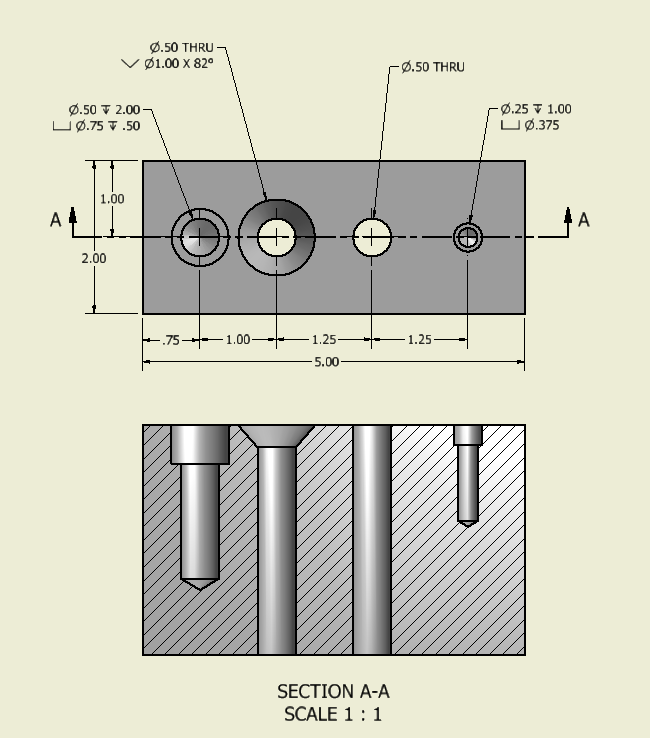 Ø.50 THRU
⌵ Ø1.00 X 82°
Ø.50 THRU
Ø.50 ↧ 2.00
⌴ Ø.75 ↧ .50
Ø.25 ↧ 1.00
⌴ Ø.375
1.00
A
A
2.00
.75
1.00
1.25
1.25
5.00
SECTION A-A
SCALE 1 : 1